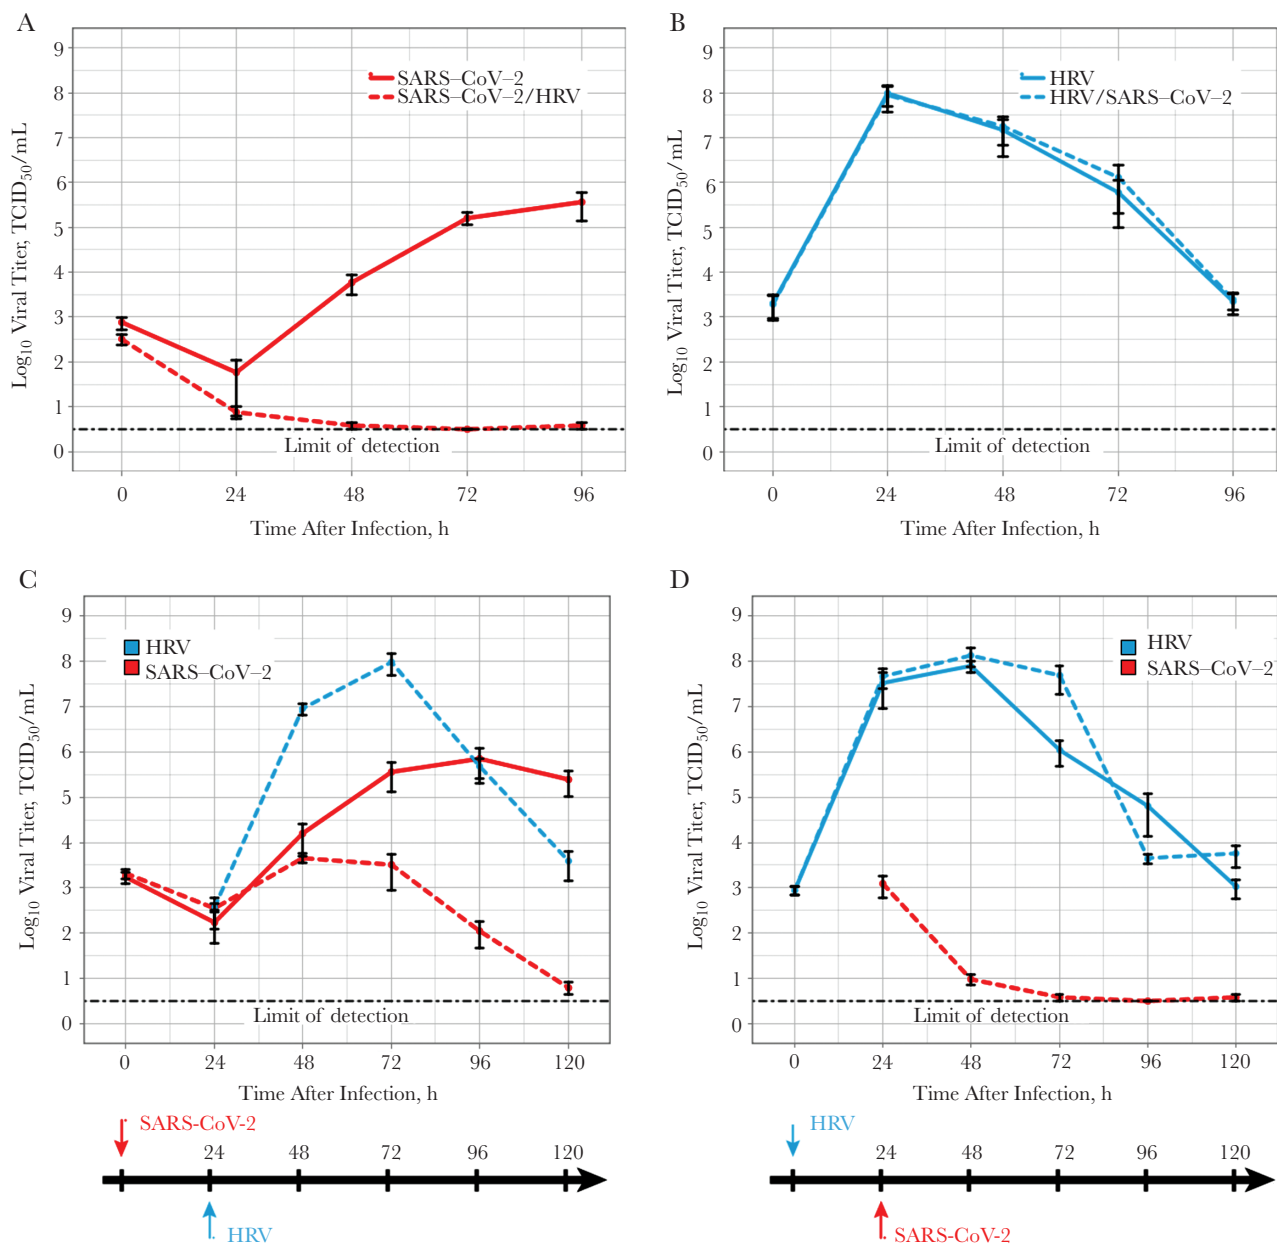 A
Log10 Viral Titer, TCID50/mL
9
8
7
6
5
4
3
2
1
0
SARS–CoV–2
SARS–CoV–2/HRV
Limit of detection
0 24 48 72 96
Time After Infection, h
B
Log10 Viral Titer, TCID50/mL
9
8
7
6
5
4
3
2
1
0
HRV
HRV/SARS–CoV–2
Limit of detection
0 24 48 72 96
Time After Infection, h
C
Log10 Viral Titer, TCID50/mL
9
8
7
6
5
4
3
2
1
0
HRV
SARS–CoV–2
Limit of detection
0 24 48 72 96 120
Time After Infection, h
SARS-CoV-2
24 48 72 96 120
HRV
D
Log10 Viral Titer, TCID50/mL
9
8
7
6
5
4
3
2
1
0
HRV
SARS–CoV–2
Limit of detection
0 24 48 72 96 120
Time After Infection, h
HRV
24 48 72 96 120
SARS-CoV-2